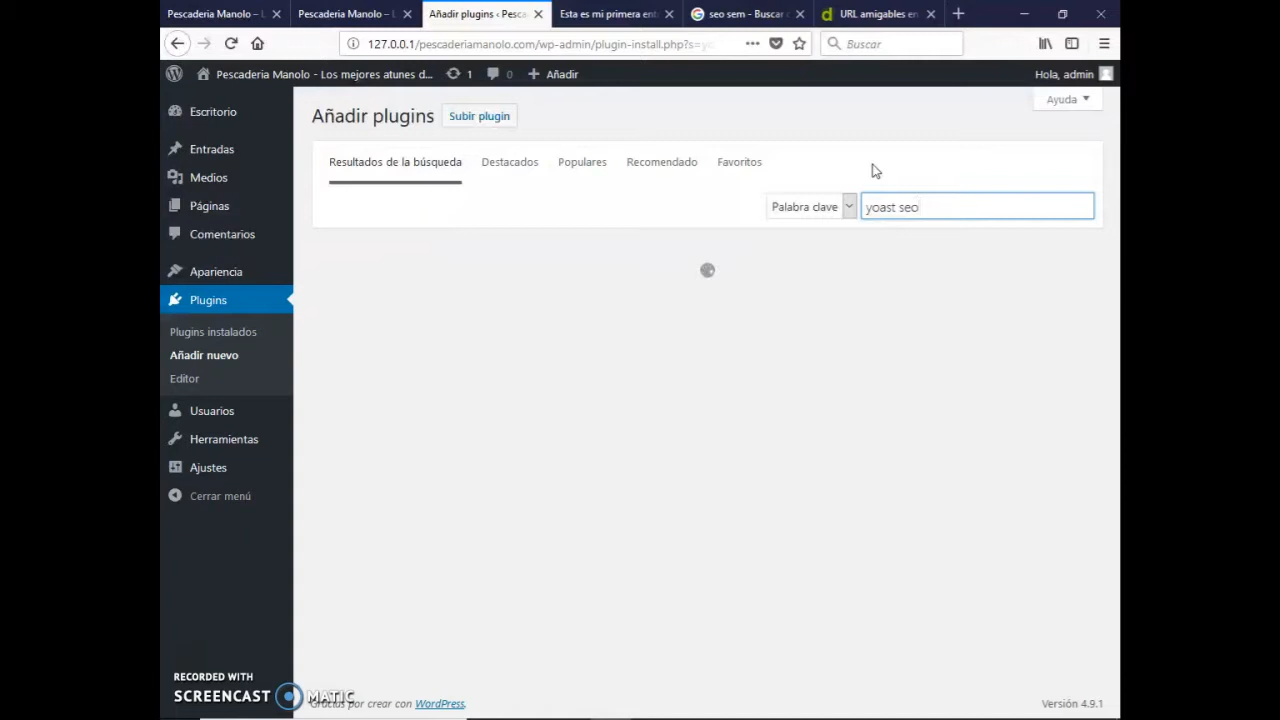 Pescaderia Manolo – L
Pescaderia Manolo – L
Añadir plugins ‹ Pesca
Esta es mi primera ent
seo sem - Buscar
URL amigables en
127.0.0.1/pescaderiamanolo.com/wp-admin/plugin-install.php?s=yo
Buscar
Pescaderia Manolo - Los mejores atunes d...
1
0
Añadir
Hola, admin
Escritorio
Entradas
Medios
Páginas
Comentarios
Apariencia
Plugins
Plugins instalados
Añadir nuevo
Editor
Usuarios
Herramientas
Ajustes
Cerrar menú
Añadir plugins
Subir plugin
Ayuda
Resultados de la búsqueda
Destacados
Populares
Recomendado
Favoritos
Palabra clave
yoast seo
RECORDED WITH
SCREENCAST MATIC
Gracias por crear con WordPress.
Versión 4.9.1